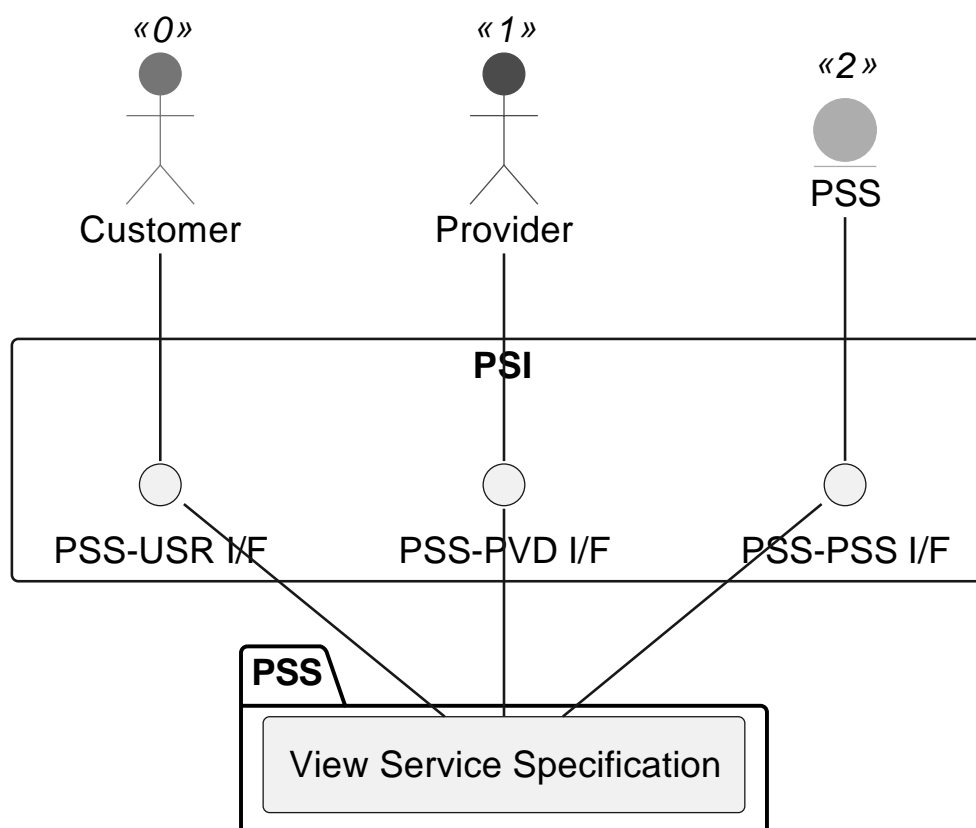 «0»
«1»
«2»
Customer
Provider
PSS
PSI
PSS-USR I/F
PSS-PVD I/F
PSS-PSS I/F
PSS
View Service Specification